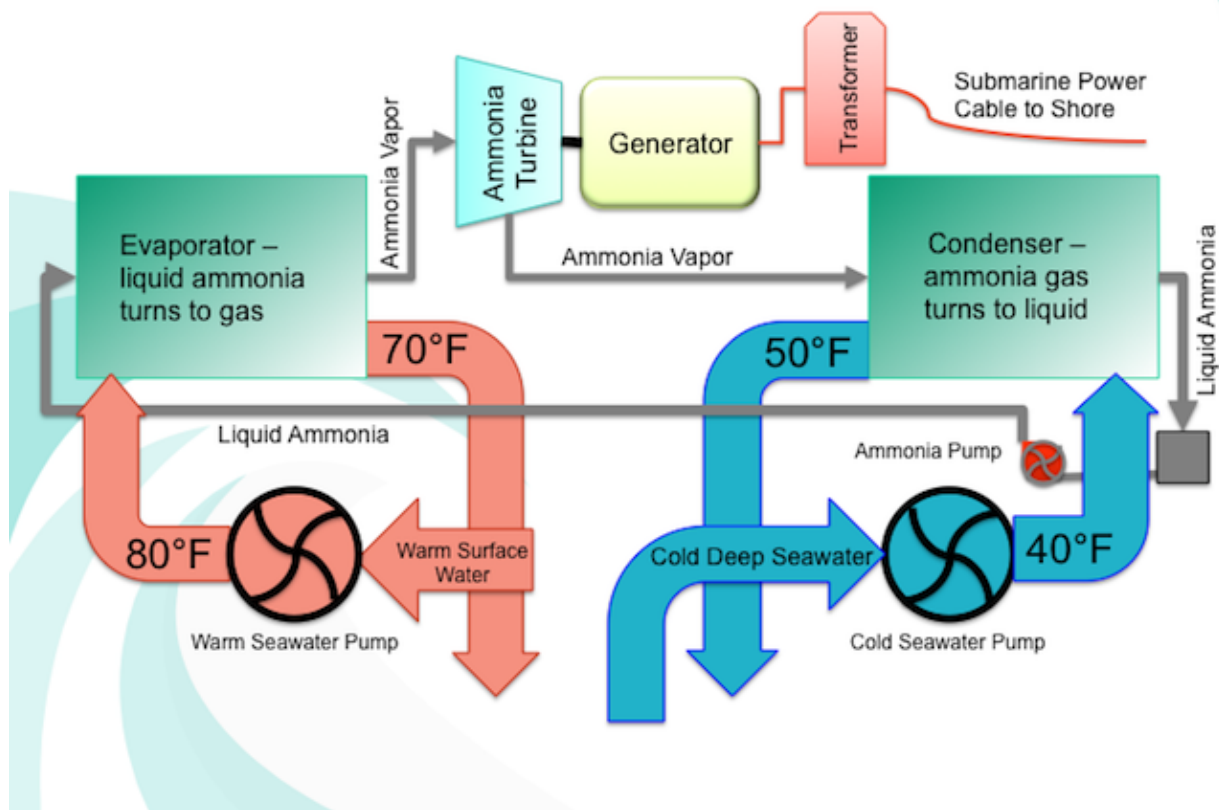 Ammonia Vapor
Ammonia
Turbine
Generator
Transformer
Submarine Power
Cable to Shore
Evaporator –
liquid ammonia
turns to gas
Ammonia Vapor
Condenser –
ammonia gas
turns to liquid
Liquid Ammonia
70°F
50°F
Liquid Ammonia
Ammonia Pump
80°F
Warm Surface
Water
Cold Deep Seawater
40°F
Warm Seawater Pump
Cold Seawater Pump